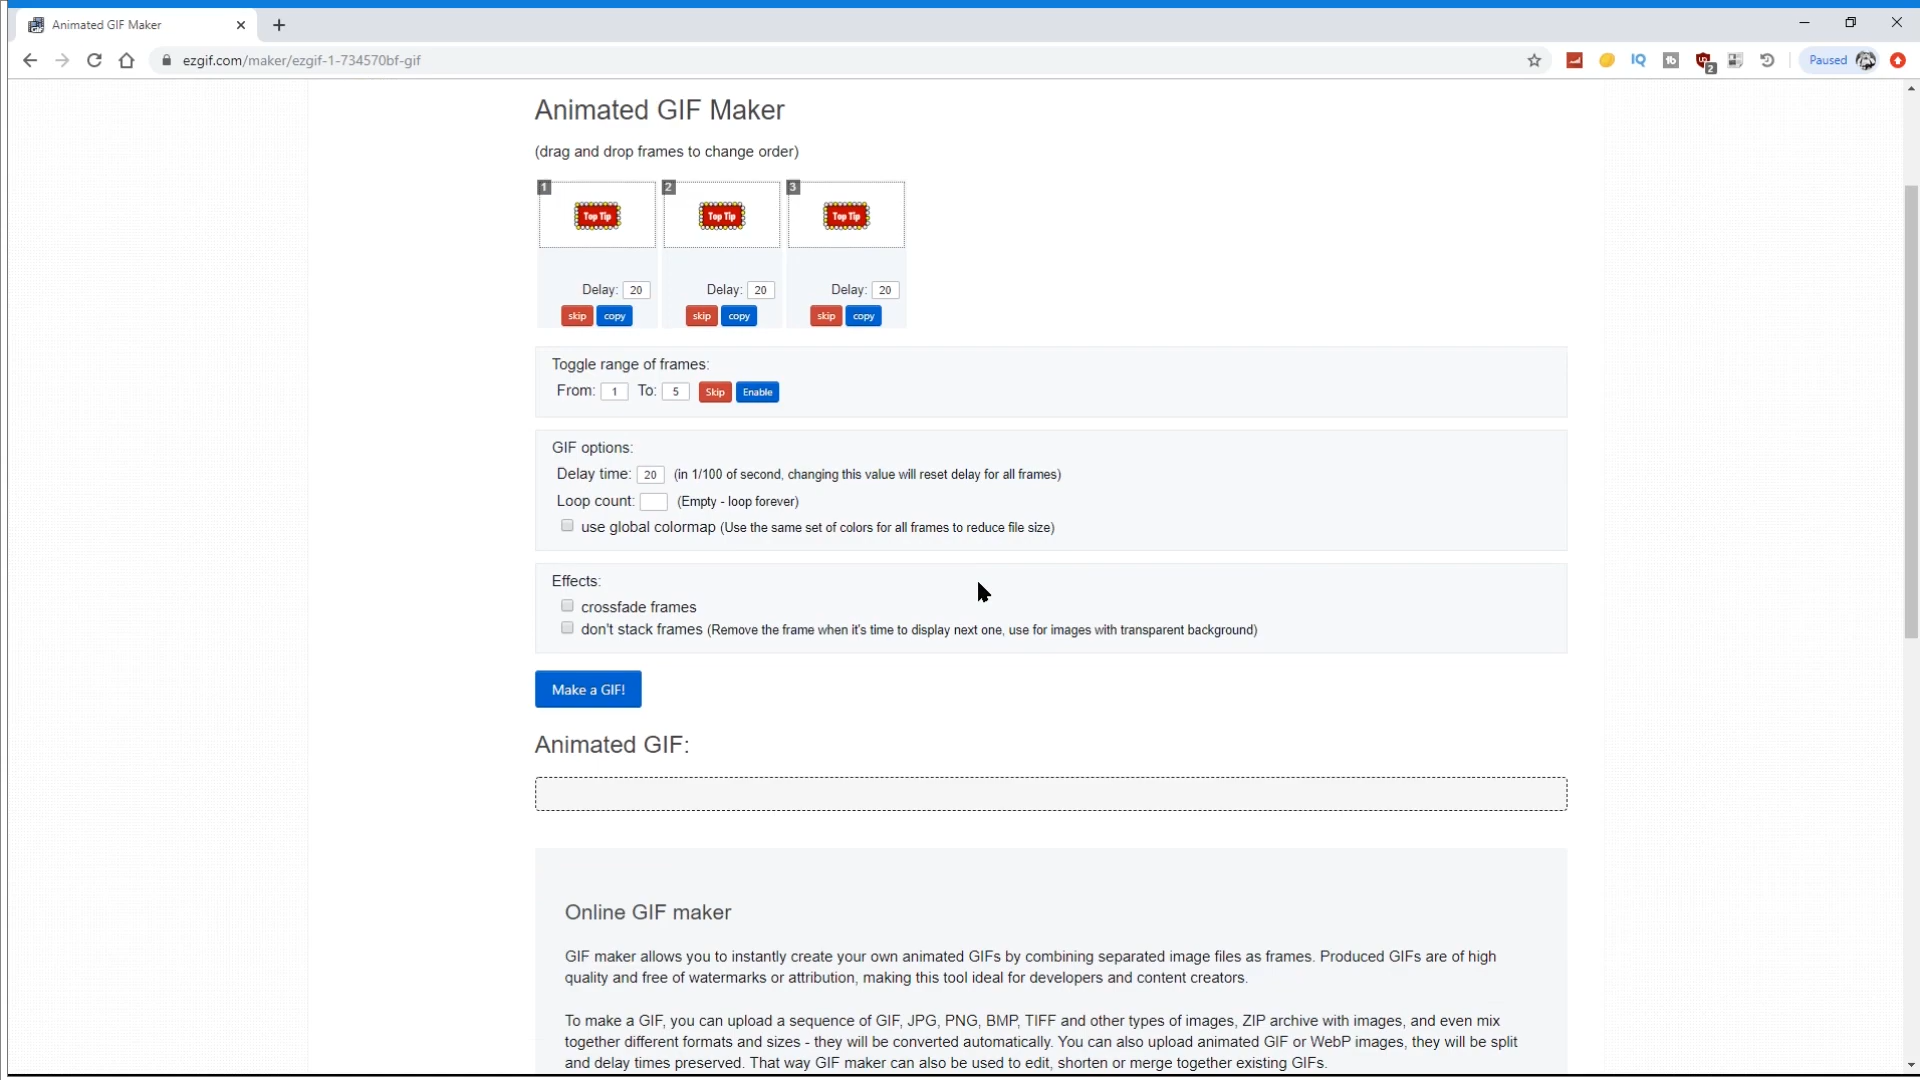 Animated GIF Maker
ezgif.com/maker/ezgif-1-734570bf-gif
IQ
2
Paused
Animated GIF Maker
(drag and drop frames to change order)
1 2 3
Top Tip Top Tip Top Tip
Delay: 20 Delay: 20 Delay: 20
skip copy skip copy skip copy
Toggle range of frames:
From: 1 To: 5 Skip Enable
GIF options:
Delay time: 20 (in 1/100 of second, changing this value will reset delay for all frames)
Loop count: (Empty - loop forever)
use global colormap (Use the same set of colors for all frames to reduce file size)
Effects:
crossfade frames
don't stack frames (Remove the frame when it's time to display next one, use for images with transparent background)
Make a GIF!
Animated GIF:
Online GIF maker
GIF maker allows you to instantly create your own animated GIFs by combining separated image files as frames. Produced GIFs are of high
quality and free of watermarks or attribution, making this tool ideal for developers and content creators.
To make a GIF, you can upload a sequence of GIF, JPG, PNG, BMP, TIFF and other types of images, ZIP archive with images, and even mix
together different formats and sizes - they will be converted automatically. You can also upload animated GIF or WebP images, they will be split
and delay times preserved. That way GIF maker can also be used to edit, shorten or merge together existing GIFs.